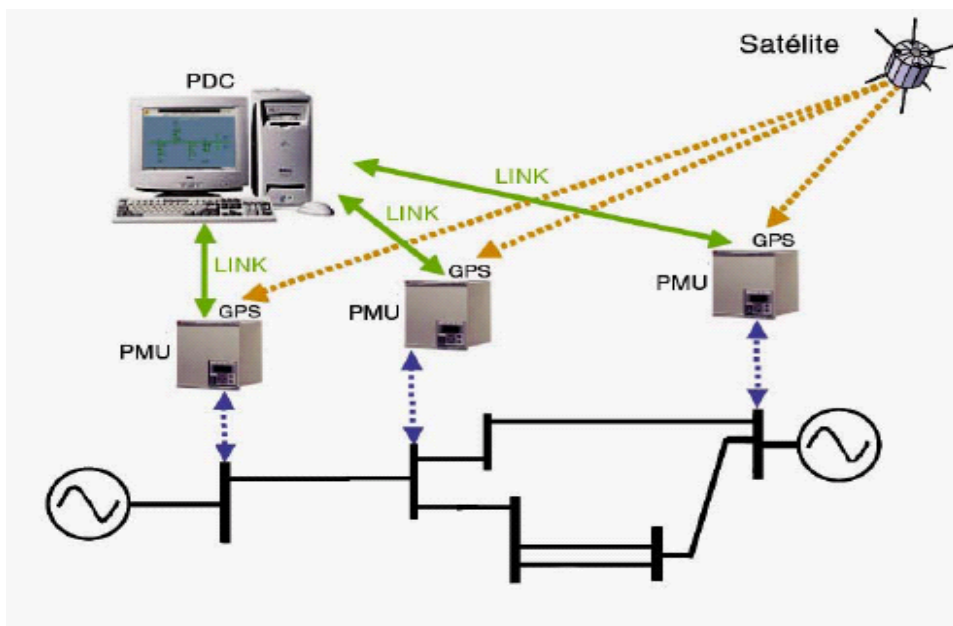 Satélite
PDC
LINK
LINK
LINK
GPS
PMU
GPS
PMU
GPS
PMU